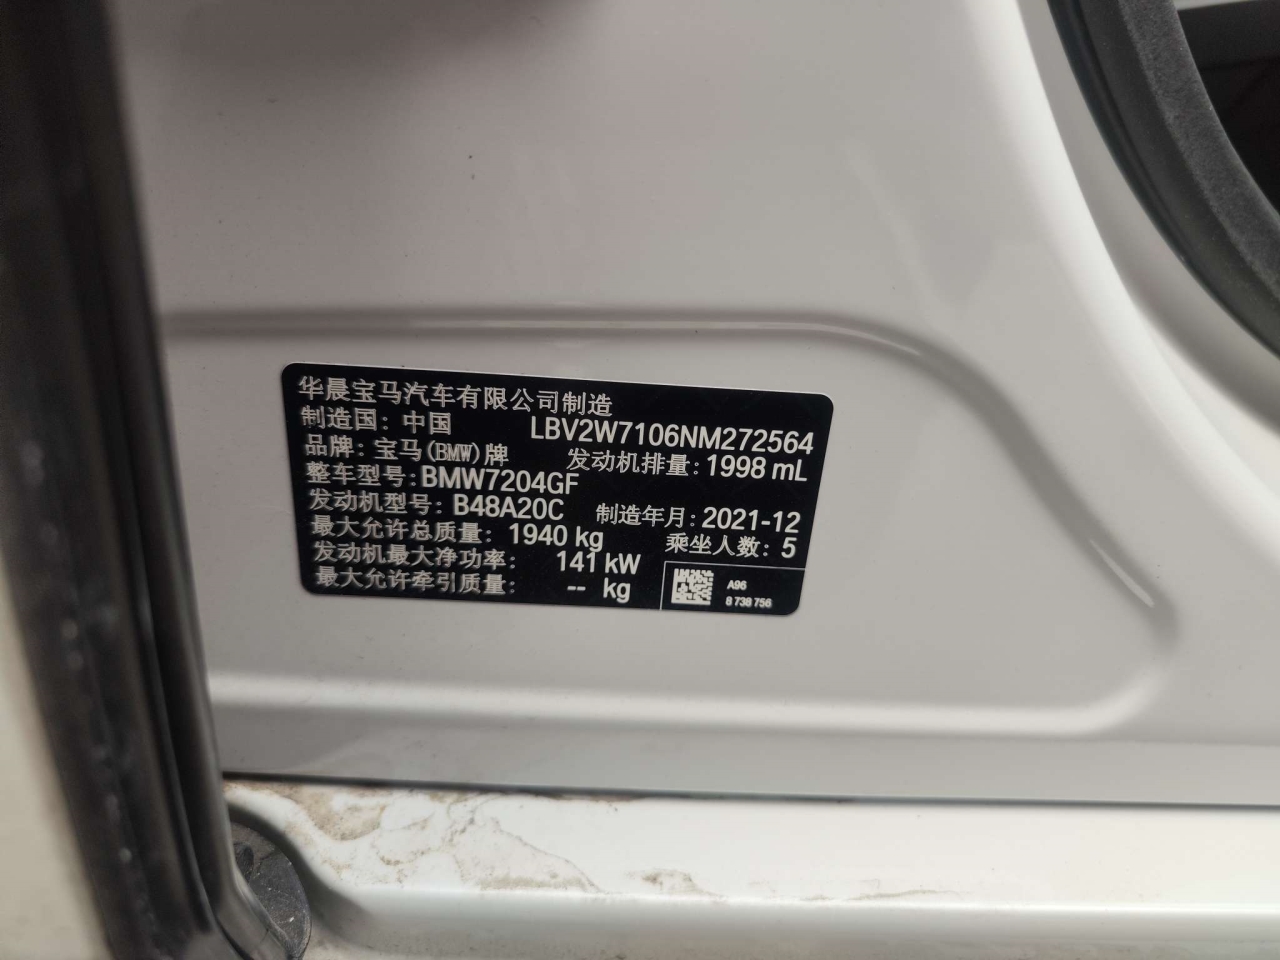 华晨宝马汽车有限公司制造
制造国: 中国 LBV2W7106NM272564
品牌: 宝马(BMW)牌 发动机排量: 1998 mL
整车型号: BMW7204GF
发动机型号: B48A20C 制造年月: 2021-12
最大允许总质量: 1940 kg 乘坐人数: 5
发动机最大净功率: 141 kW
最大允许牵引质量: -- kg
A96
8 738 756